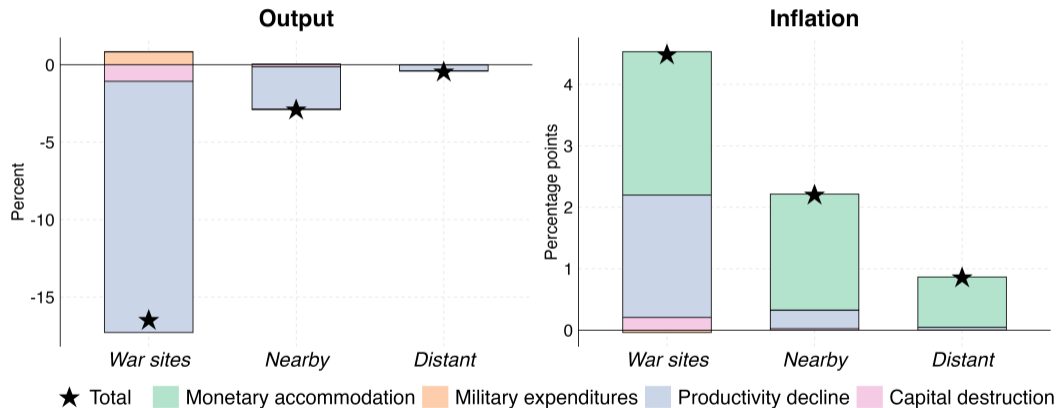 Output
Inflation
Percent
0
-5
-10
-15
War sites
Nearby
Distant
Percentage points
4
3
2
1
0
War sites
Nearby
Distant
Total
Monetary accommodation
Military expenditures
Productivity decline
Capital destruction